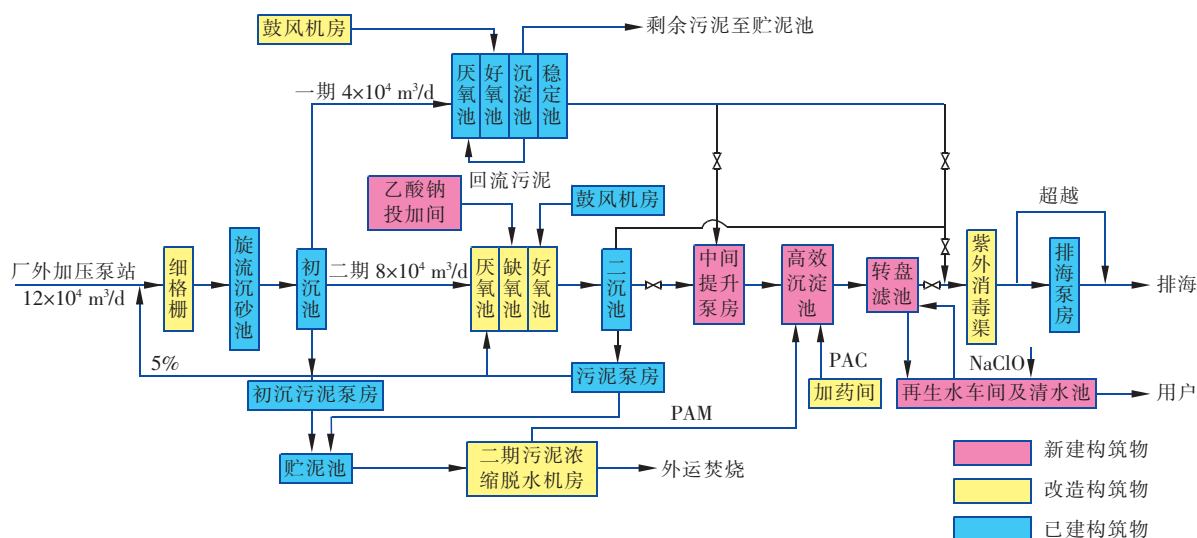 鼓风机房
剩余污泥至贮泥池
厌氧池
好氧池
沉淀池
稳定池
一期 4×10⁴ m³/d
回流污泥
乙酸钠
投加间
鼓风机房
超越
厂外加压泵站
12×10⁴ m³/d
细格栅
旋流沉砂池
初沉池
二期 8×10⁴ m³/d
厌氧池
缺氧池
好氧池
二沉池
中间
提升
泵房
高效
沉淀
池
转盘
滤池
紫外消毒渠
排海泵房
排海
5%
初沉污泥泵房
污泥泵房
PAC
加药间
NaClO
再生水车间及清水池
用户
PAM
贮泥池
二期污泥浓
缩脱水机房
外运焚烧
新建构筑物
改造构筑物
已建构筑物